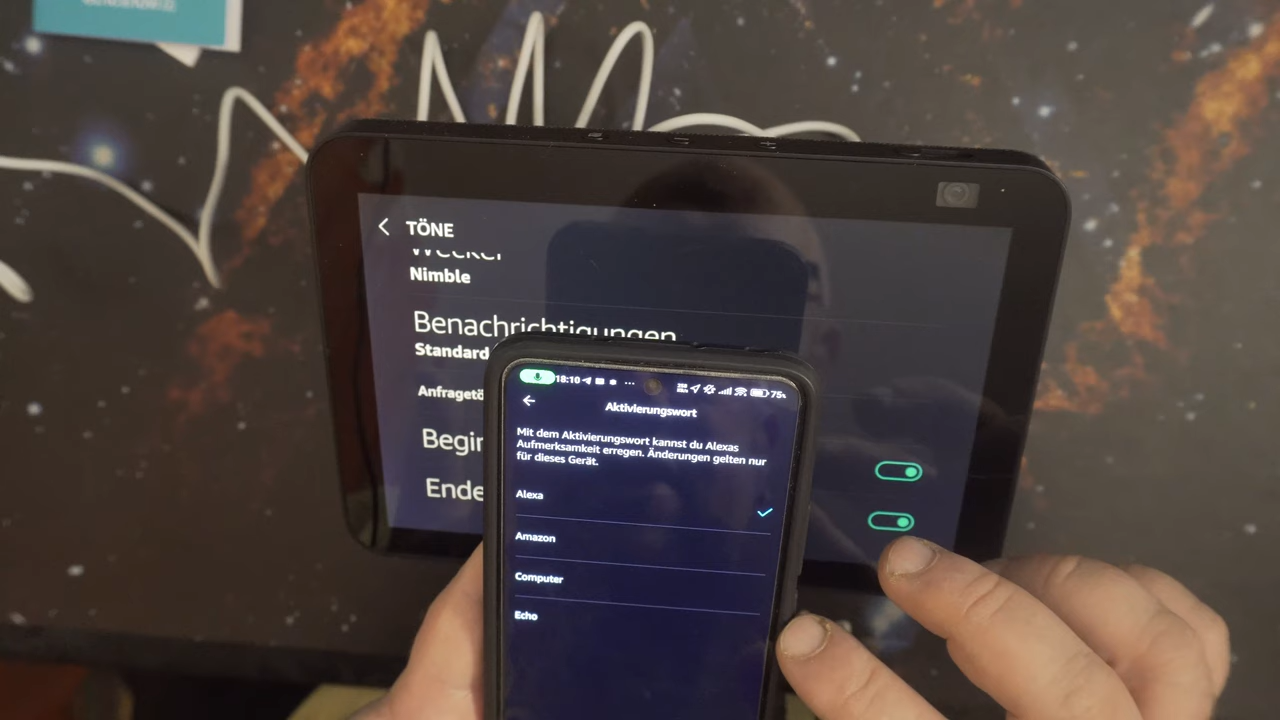 TÖNE
Wecker
Nimble
Benachrichtigungen
Standard
Anfragetö
Begin
Ende
18:10
75%
Aktivierungswort
Mit dem Aktivierungswort kannst du Alexas
Aufmerksamkeit erregen. Änderungen gelten nur
für dieses Gerät.
Alexa
Amazon
Computer
Echo